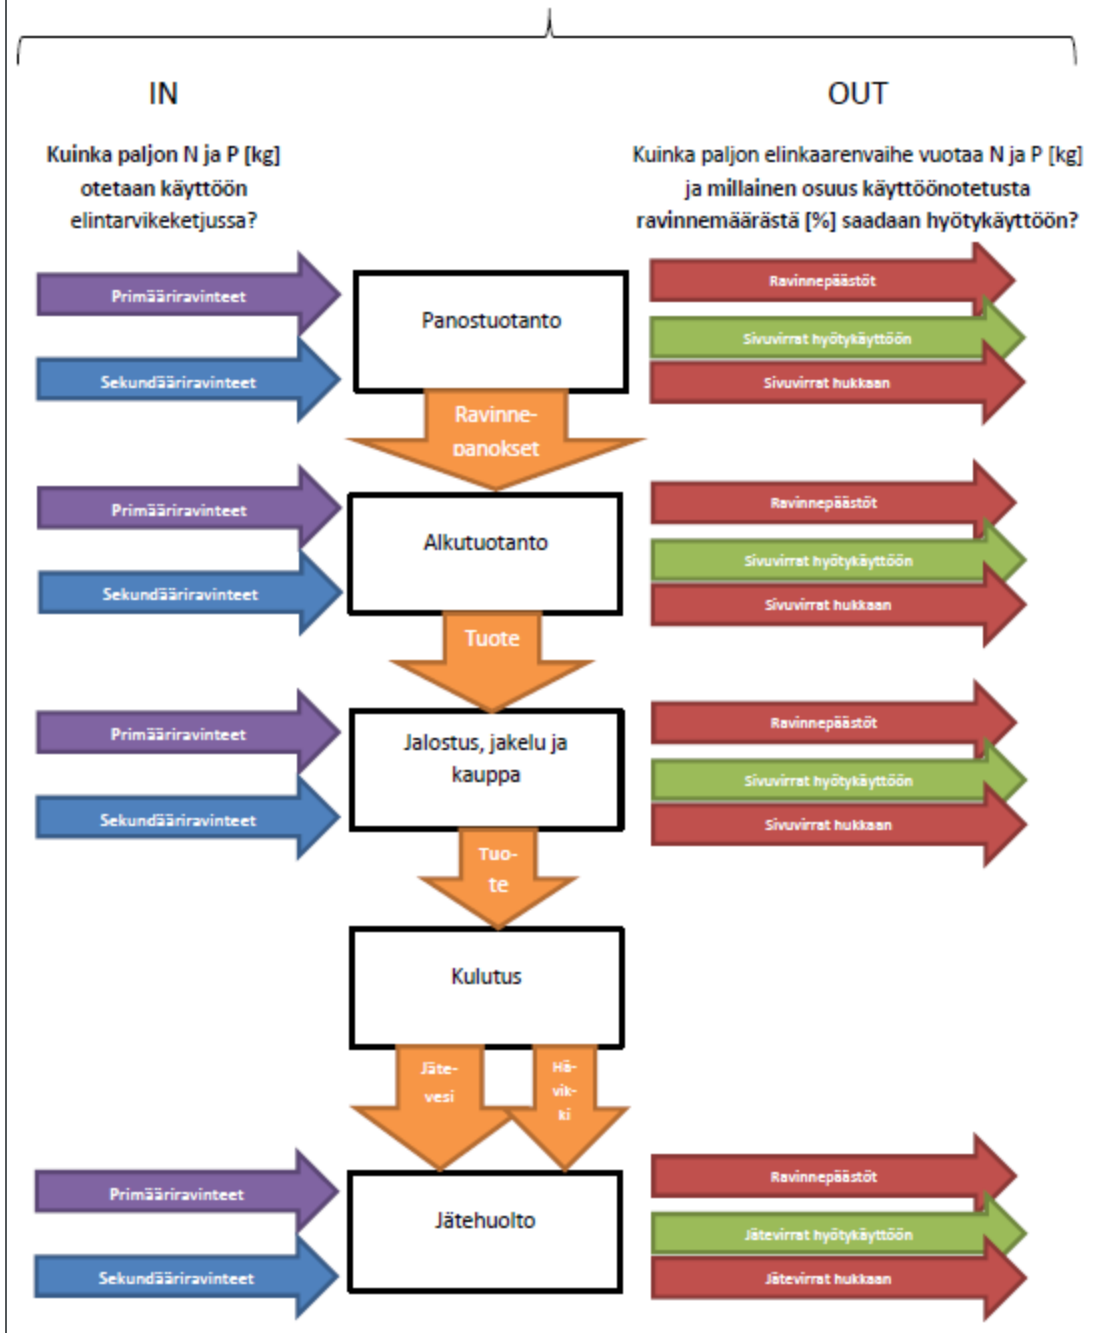 IN
OUT
Kuinka paljon N ja P [kg]
otetaan käyttöön
elintarvikeketjussa?
Kuinka paljon elinkaarenvaihe vuotaa N ja P [kg]
ja millainen osuus käyttöönotetusta
ravinnemäärästä [%] saadaan hyötykäyttöön?
Primääriravinteet
Sekundääriravinteet
Panostuotanto
Ravinnepäästöt
Sivuvirrat hyötykäyttöön
Sivuvirrat hukkaan
Ravinne-
panokset
Primääriravinteet
Sekundääriravinteet
Alkutuotanto
Ravinnepäästöt
Sivuvirrat hyötykäyttöön
Sivuvirrat hukkaan
Tuote
Primääriravinteet
Sekundääriravinteet
Jalostus, jakelu ja
kauppa
Ravinnepäästöt
Sivuvirrat hyötykäyttöön
Sivuvirrat hukkaan
Tuo-
te
Kulutus
Jäte-
vesi
Hä-
vik-
ki
Primääriravinteet
Sekundääriravinteet
Jätehuolto
Ravinnepäästöt
Jätevirrat hyötykäyttöön
Jätevirrat hukkaan